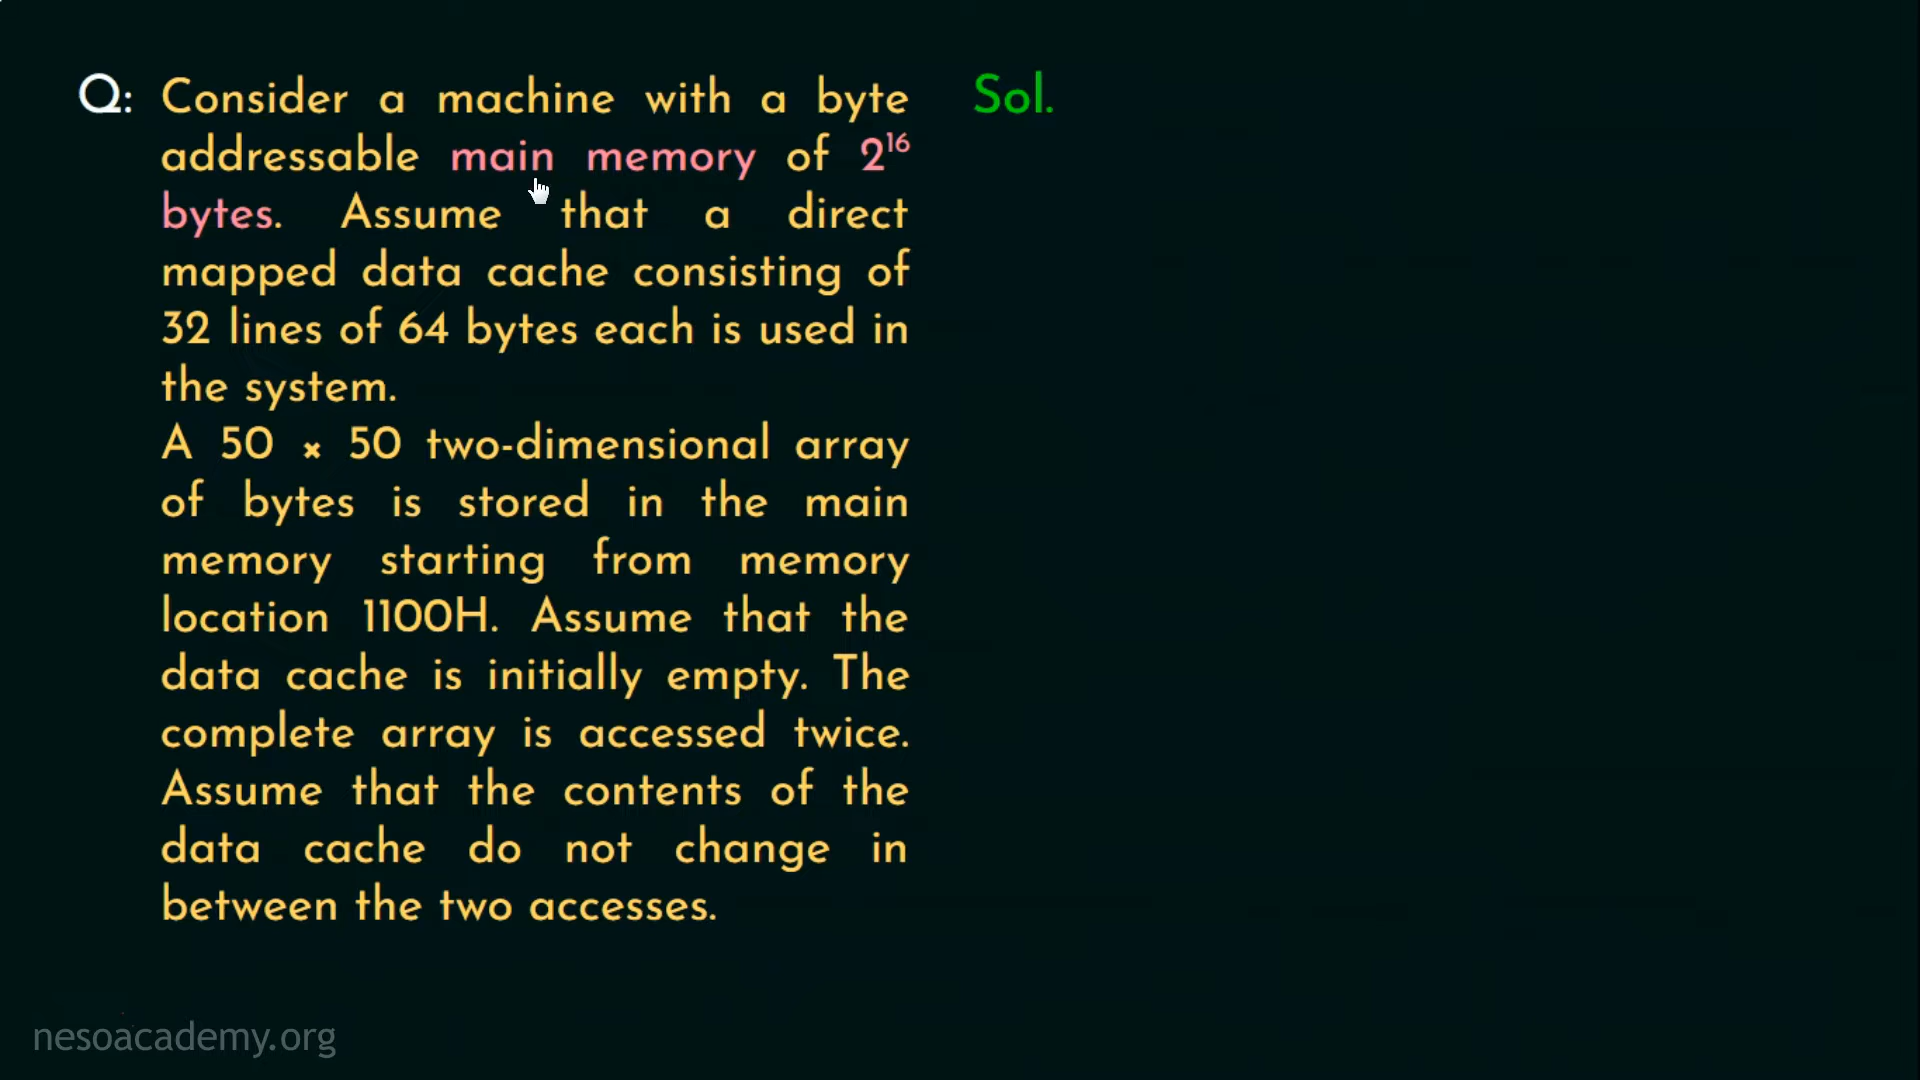 Q: Consider a machine with a byte
addressable main memory of 2¹⁶
bytes. Assume that a direct
mapped data cache consisting of
32 lines of 64 bytes each is used in
the system.
A 50 × 50 two-dimensional array
of bytes is stored in the main
memory starting from memory
location 1100H. Assume that the
data cache is initially empty. The
complete array is accessed twice.
Assume that the contents of the
data cache do not change in
between the two accesses.
Sol.
nesoacademy.org